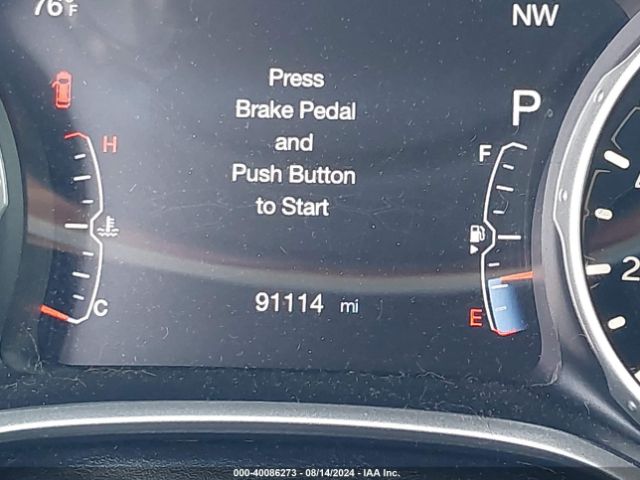 76°F
NW
Press
Brake Pedal
and
Push Button
to Start
P
H
F
C
E
91114 mi
2
000-40086273 - 08/14/2024 - IAA Inc.